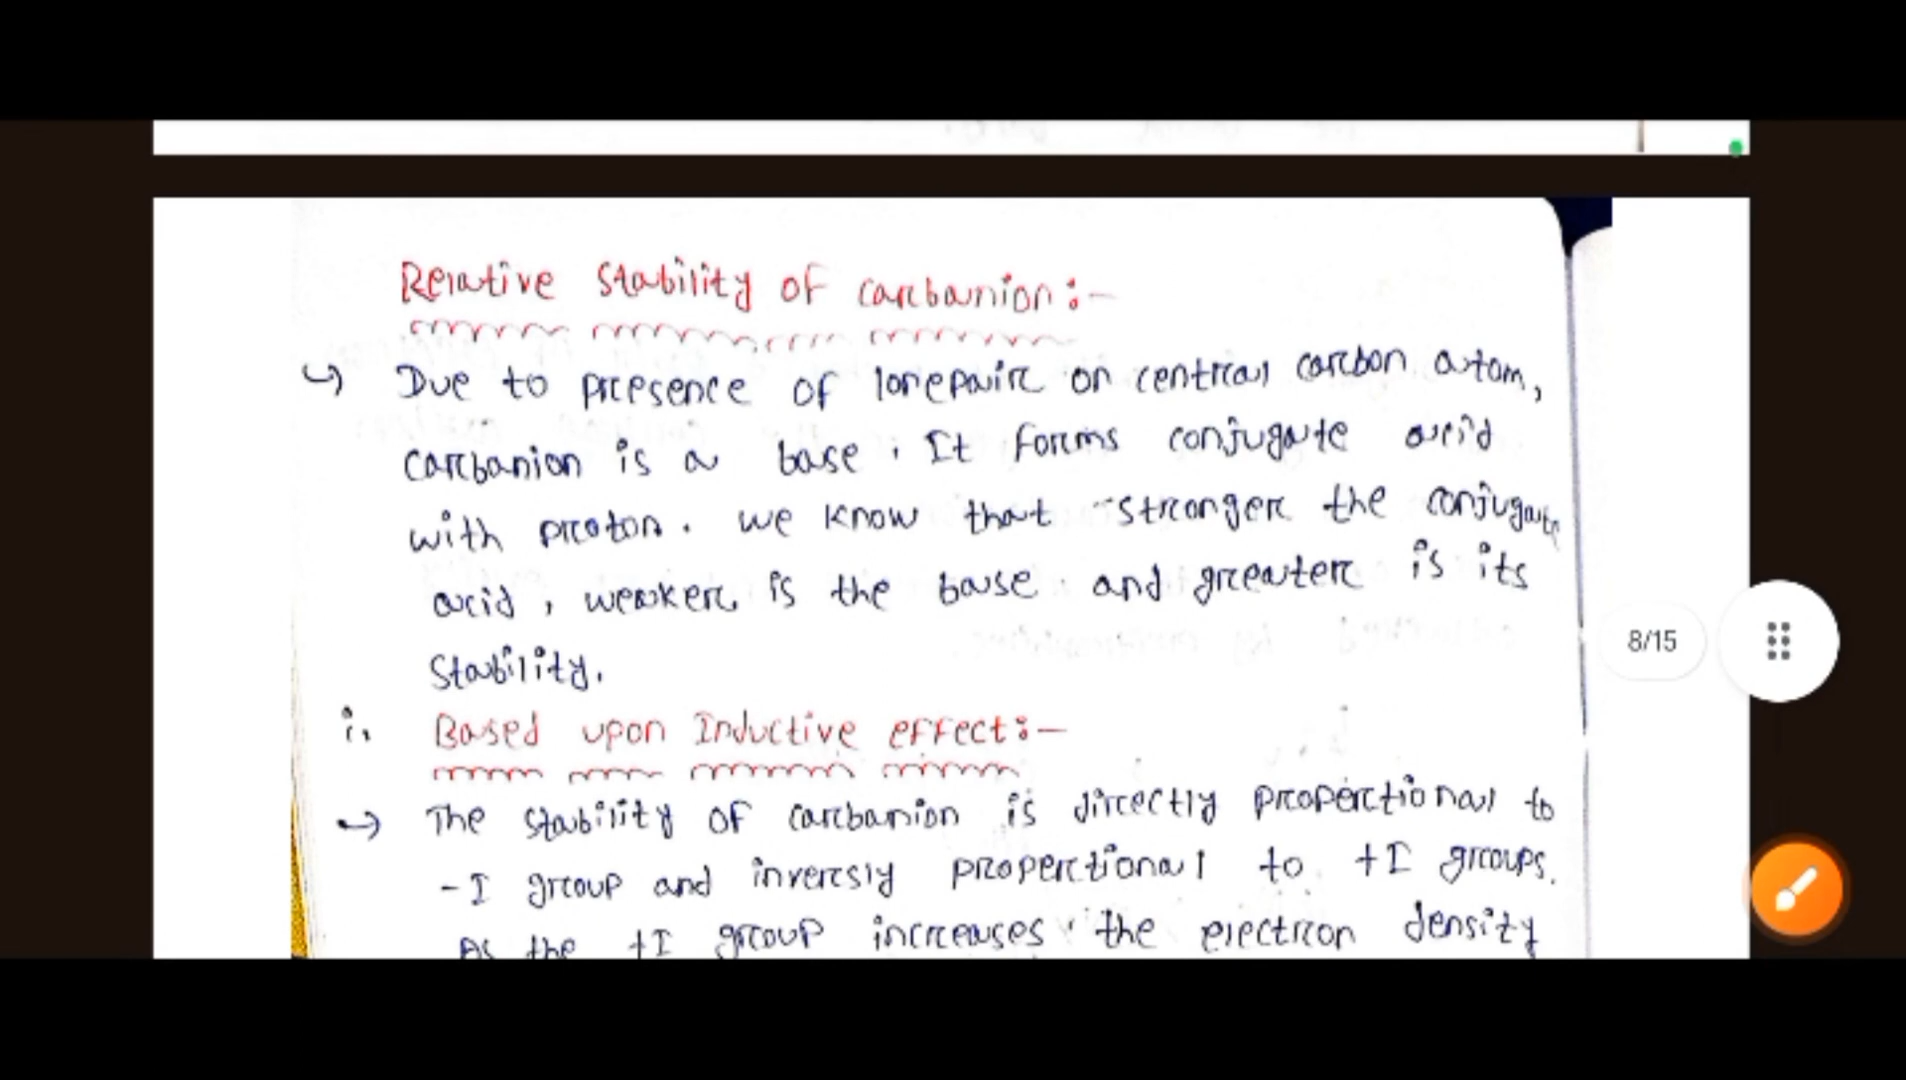 Relative Stability of carbanion :-
↪ Due to presence of lonepair on central carbon atom,
carbanion is a base. It forms conjugate acid
with proton. we know that stronger the conjugate
acid, weaker is the base and greater is its
stability.
i. Based upon Inductive effect :-
→ The stability of carbanion is directly proportional to
-I group and inversly propertional to +I groups.
As the +I group increases the electron density
8/15